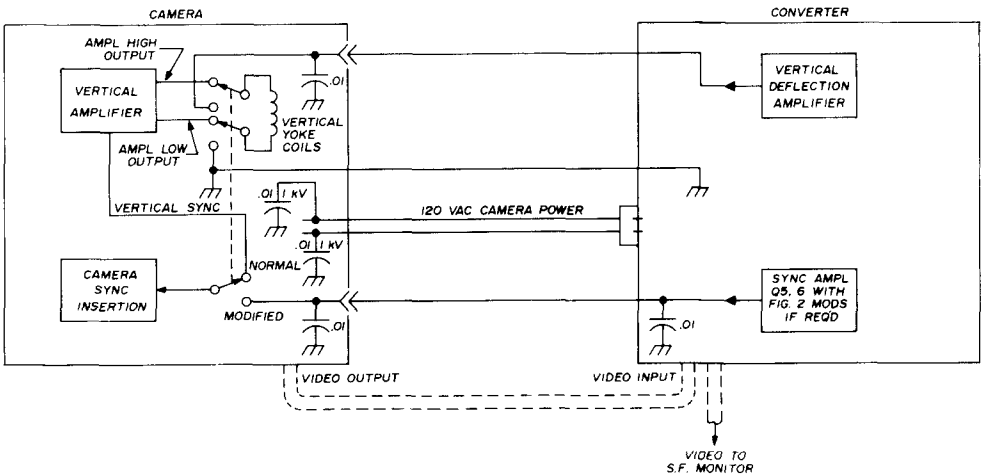 CAMERA
CONVERTER
AMPL HIGH
OUTPUT
VERTICAL
AMPLIFIER
AMPL LOW
OUTPUT
.01
VERTICAL
YOKE
COILS
VERTICAL
DEFLECTION
AMPLIFIER
VERTICAL SYNC
.01 1 kV
120 VAC CAMERA POWER
.01 1 kV
NORMAL
CAMERA
SYNC
INSERTION
MODIFIED
.01
.01
SYNC AMPL
Q5, 6 WITH
FIG. 2 MODS
IF REQ'D
VIDEO OUTPUT
VIDEO INPUT
VIDEO TO
S.F. MONITOR